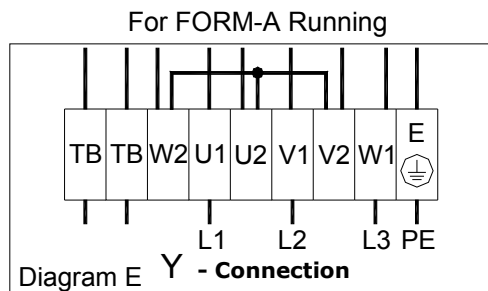 For FORM-A Running
TB TB W2 U1 U2 V1 V2 W1 E
L1 L2 L3 PE
Diagram E Y - Connection